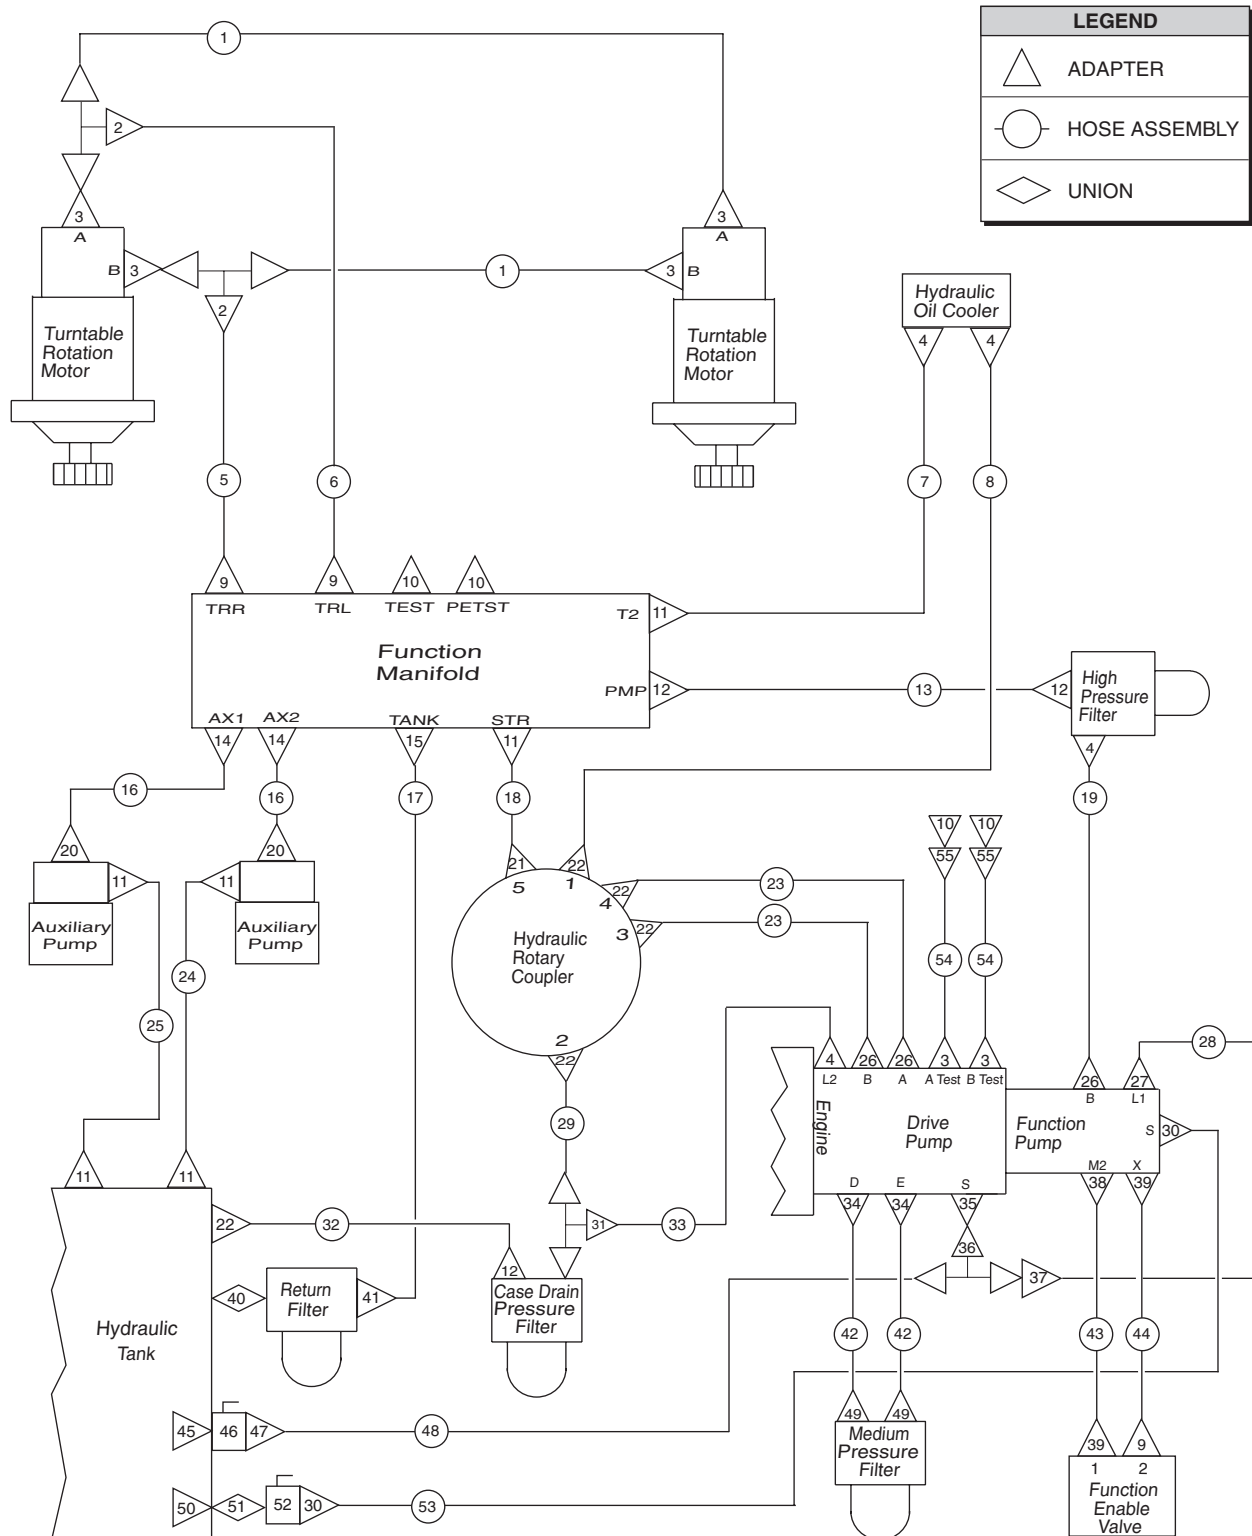 LEGEND
ADAPTER
HOSE ASSEMBLY
UNION
1
2
3
A
B 3
1
3
A
3 B
2
Turntable
Rotation
Motor
Turntable
Rotation
Motor
Hydraulic
Oil Cooler
4
4
5
6
7
8
9
9
10
10
TRR
TRL
TEST
PETST
T2
11
Function
Manifold
PMP
12
13
12
High
Pressure
Filter
4
AX1
AX2
TANK
STR
14
14
15
11
16
16
17
18
19
20
20
11
11
Auxiliary
Pump
Auxiliary
Pump
21
22
5
1
22
4
22
3
23
23
Hydraulic
Rotary
Coupler
2
22
10
10
55
55
54
54
24
25
28
29
4
26
26
3
3
L2
B
A
A Test
B Test
26
27
B
L1
Engine
Drive
Pump
Function
Pump
S
30
D
E
S
M2
X
34
34
35
38
39
36
37
11
11
22
32
31
33
12
Case Drain
Pressure
Filter
40
Return
Filter
41
Hydraulic
Tank
42
42
43
44
45
46
47
48
49
49
Medium
Pressure
Filter
39
9
1
2
Function
Enable
Valve
50
51
52
30
53